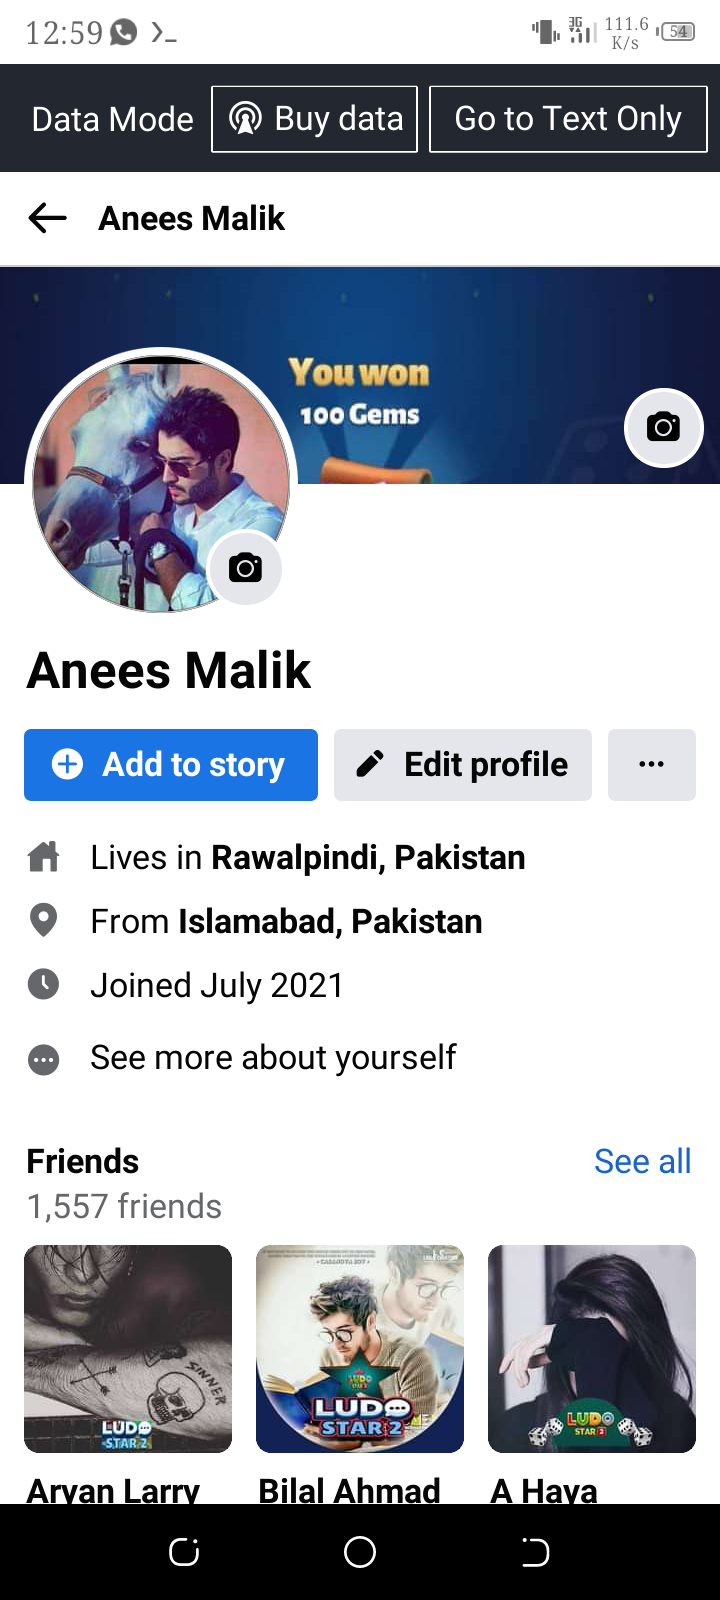 12:59
3G
111.6
K/s
54
Data Mode
Buy data
Go to Text Only
Anees Malik
You won
100 Gems
Anees Malik
Add to story
Edit profile
Lives in Rawalpindi, Pakistan
From Islamabad, Pakistan
Joined July 2021
See more about yourself
Friends
See all
1,557 friends
SINNER
LUDO
STAR 2
CASANOVA BOY
LUDO
STAR 2
LUDO
STAR 2
Aryan Larry
Bilal Ahmad
A Haya